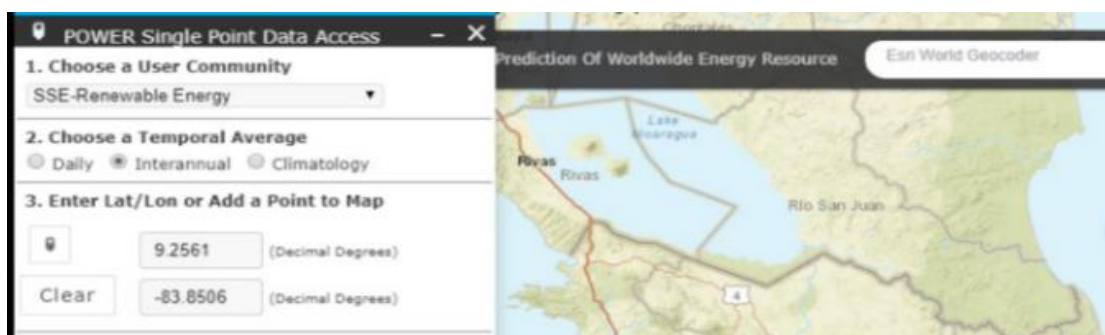 POWER Single Point Data Access
1. Choose a User Community
SSE-Renewable Energy
2. Choose a Temporal Average
Daily Interannual Climatology
3. Enter Lat/Lon or Add a Point to Map
9.2561 (Decimal Degrees)
Clear -83.8506 (Decimal Degrees)
Chontales
Prediction Of Worldwide Energy Resource Esri World Geocoder
Lake
Nicaragua
Rivas
Rivas
Río San Juan
4